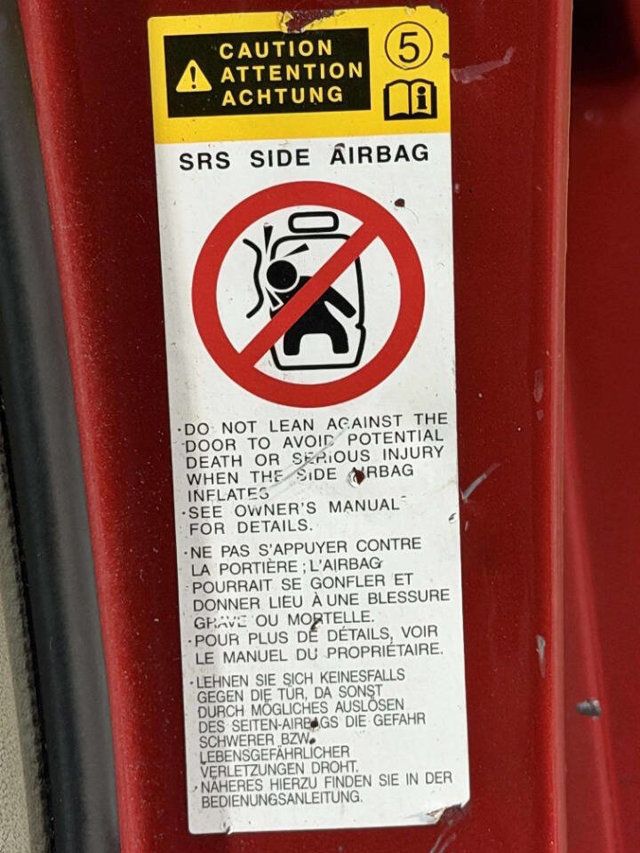 CAUTION
ATTENTION
ACHTUNG
5
i
SRS SIDE AIRBAG
·DO NOT LEAN AGAINST THE
DOOR TO AVOID POTENTIAL
DEATH OR SERIOUS INJURY
WHEN THE SIDE AIRBAG
INFLATES
·SEE OWNER'S MANUAL
FOR DETAILS.
·NE PAS S'APPUYER CONTRE
LA PORTIÈRE ; L'AIRBAG
POURRAIT SE GONFLER ET
DONNER LIEU À UNE BLESSURE
GRAVE OU MORTELLE.
·POUR PLUS DE DÉTAILS, VOIR
LE MANUEL DU PROPRIÉTAIRE.
·LEHNEN SIE SICH KEINESFALLS
GEGEN DIE TÜR, DA SONST
DURCH MÖGLICHES AUSLÖSEN
DES SEITEN-AIRBAGS DIE GEFAHR
SCHWERER BZW.
LEBENSGEFÄHRLICHER
VERLETZUNGEN DROHT.
·NÄHERES HIERZU FINDEN SIE IN DER
BEDIENUNGSANLEITUNG.